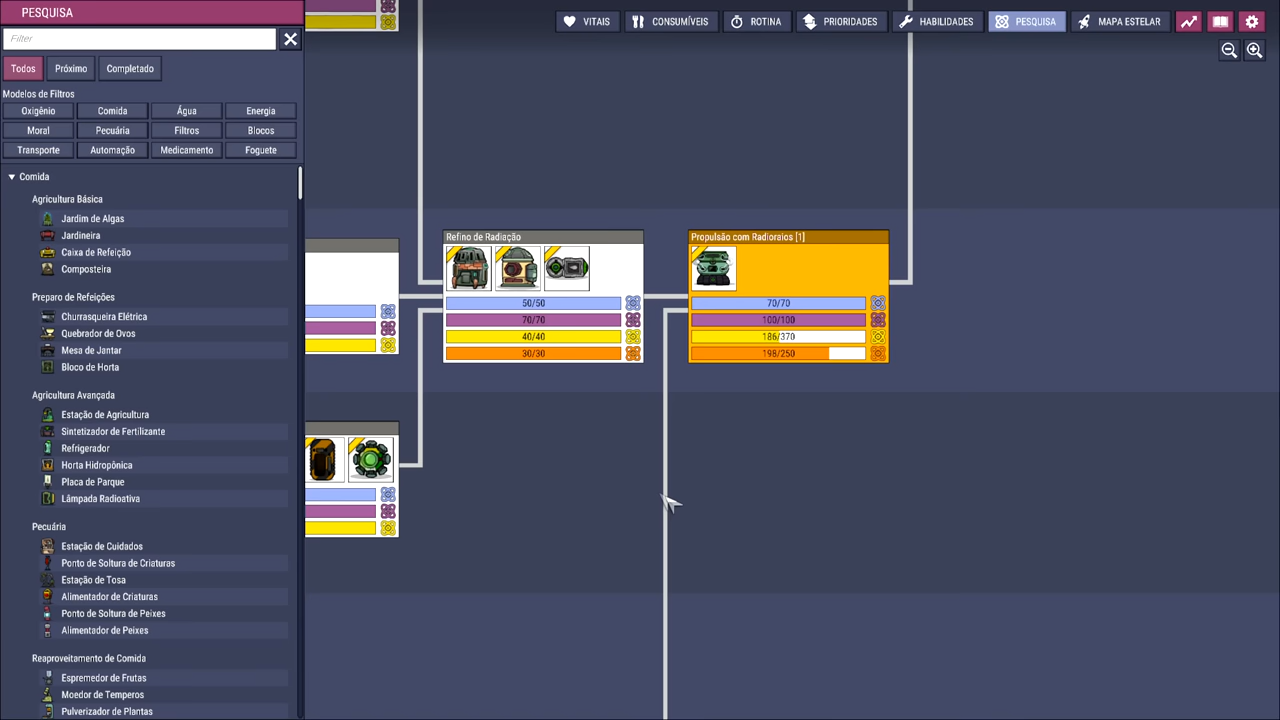 PESQUISA
VITAIS
CONSUMÍVEIS
ROTINA
PRIORIDADES
HABILIDADES
PESQUISA
MAPA ESTELAR
Filter
Todos
Próximo
Completado
Modelos de Filtros
Oxigênio
Comida
Água
Energia
Moral
Pecuária
Filtros
Blocos
Transporte
Automação
Medicamento
Foguete
Comida
Agricultura Básica
Jardim de Algas
Jardineira
Caixa de Refeição
Composteira
Preparo de Refeições
Churrasqueira Elétrica
Quebrador de Ovos
Mesa de Jantar
Bloco de Horta
Agricultura Avançada
Estação de Agricultura
Sintetizador de Fertilizante
Refrigerador
Horta Hidropônica
Placa de Parque
Lâmpada Radioativa
Pecuária
Estação de Cuidados
Ponto de Soltura de Criaturas
Estação de Tosa
Alimentador de Criaturas
Ponto de Soltura de Peixes
Alimentador de Peixes
Reaproveitamento de Comida
Espremedor de Frutas
Moedor de Temperos
Pulverizador de Plantas
Refino de Radiação
50/50
70/70
40/40
30/30
Propulsão com Radioraios [1]
70/70
100/100
186/370
198/250